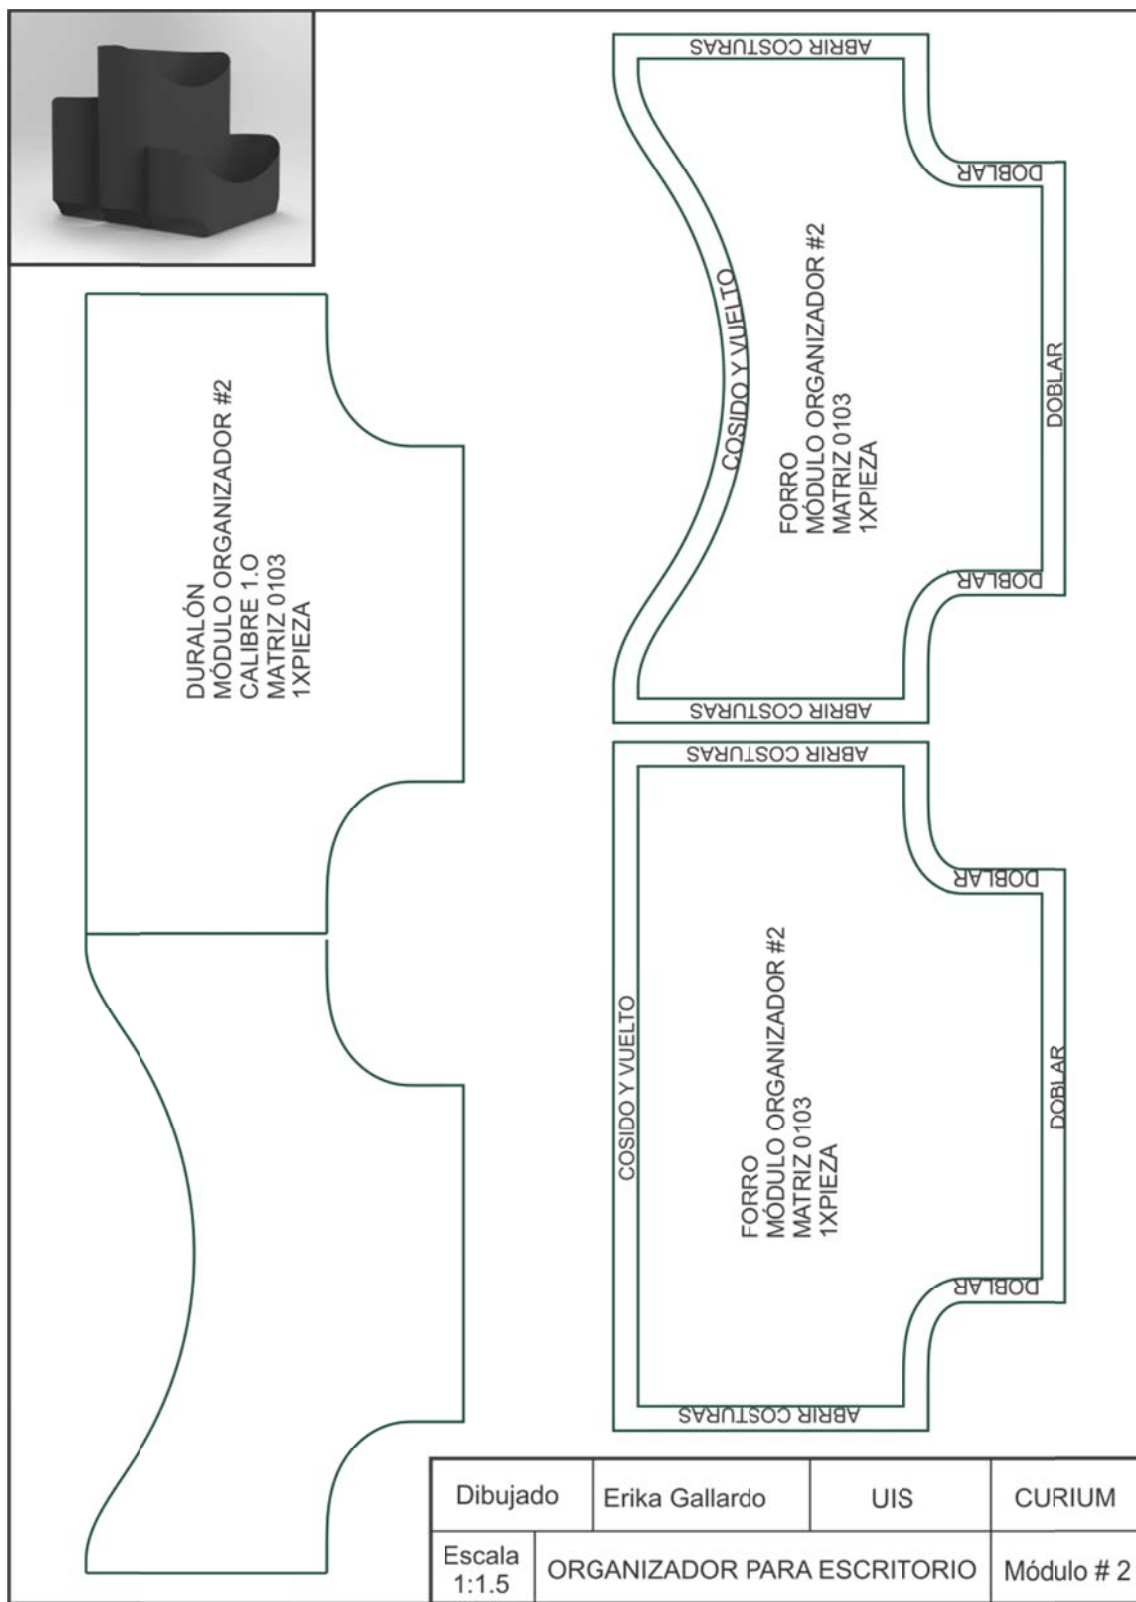 DURALÓN
MÓDULO ORGANIZADOR #2
CALIBRE 1.O
MATRIZ 0103
1XPIEZA
ABRIR COSTURAS
DOBLAR
COSIDO Y VUELTO
FORRO
MÓDULO ORGANIZADOR #2
MATRIZ 0103
1XPIEZA
DOBLAR
DOBLAR
ABRIR COSTURAS
ABRIR COSTURAS
DOBLAR
COSIDO Y VUELTO
FORRO
MÓDULO ORGANIZADOR #2
MATRIZ 0103
1XPIEZA
DOBLAR
DOBLAR
ABRIR COSTURAS
Dibujado Erika Gallardo UIS CURIUM
Escala 1:1.5 ORGANIZADOR PARA ESCRITORIO Módulo # 2